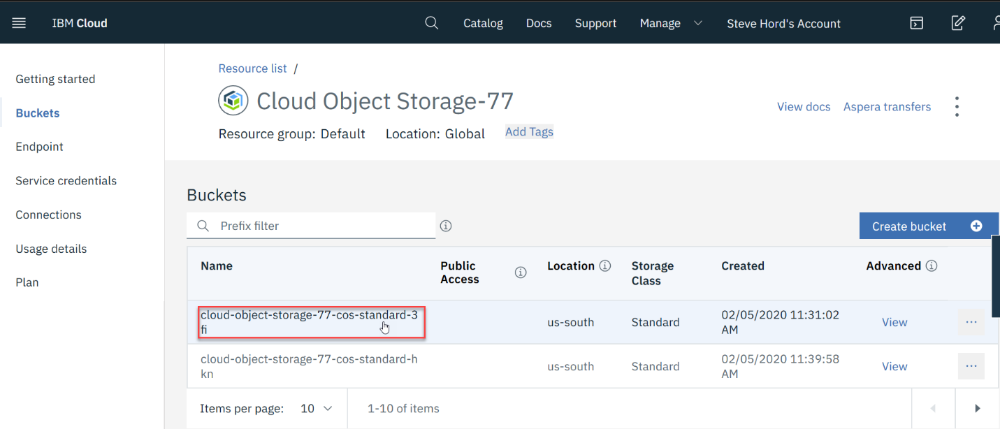 IBM Cloud
Catalog
Docs
Support
Manage
Steve Hord's Account
Getting started
Buckets
Endpoint
Service credentials
Connections
Usage details
Plan
Resource list /
Cloud Object Storage-77
Resource group: Default
Location: Global
Add Tags
View docs
Aspera transfers
Buckets
Prefix filter
Create bucket
Name
Public
Access
Location
Storage
Class
Created
Advanced
cloud-object-storage-77-cos-standard-3
fi
us-south
Standard
02/05/2020 11:31:02
AM
View
cloud-object-storage-77-cos-standard-h
kn
us-south
Standard
02/05/2020 11:39:58
AM
View
Items per page: 10
1-10 of items